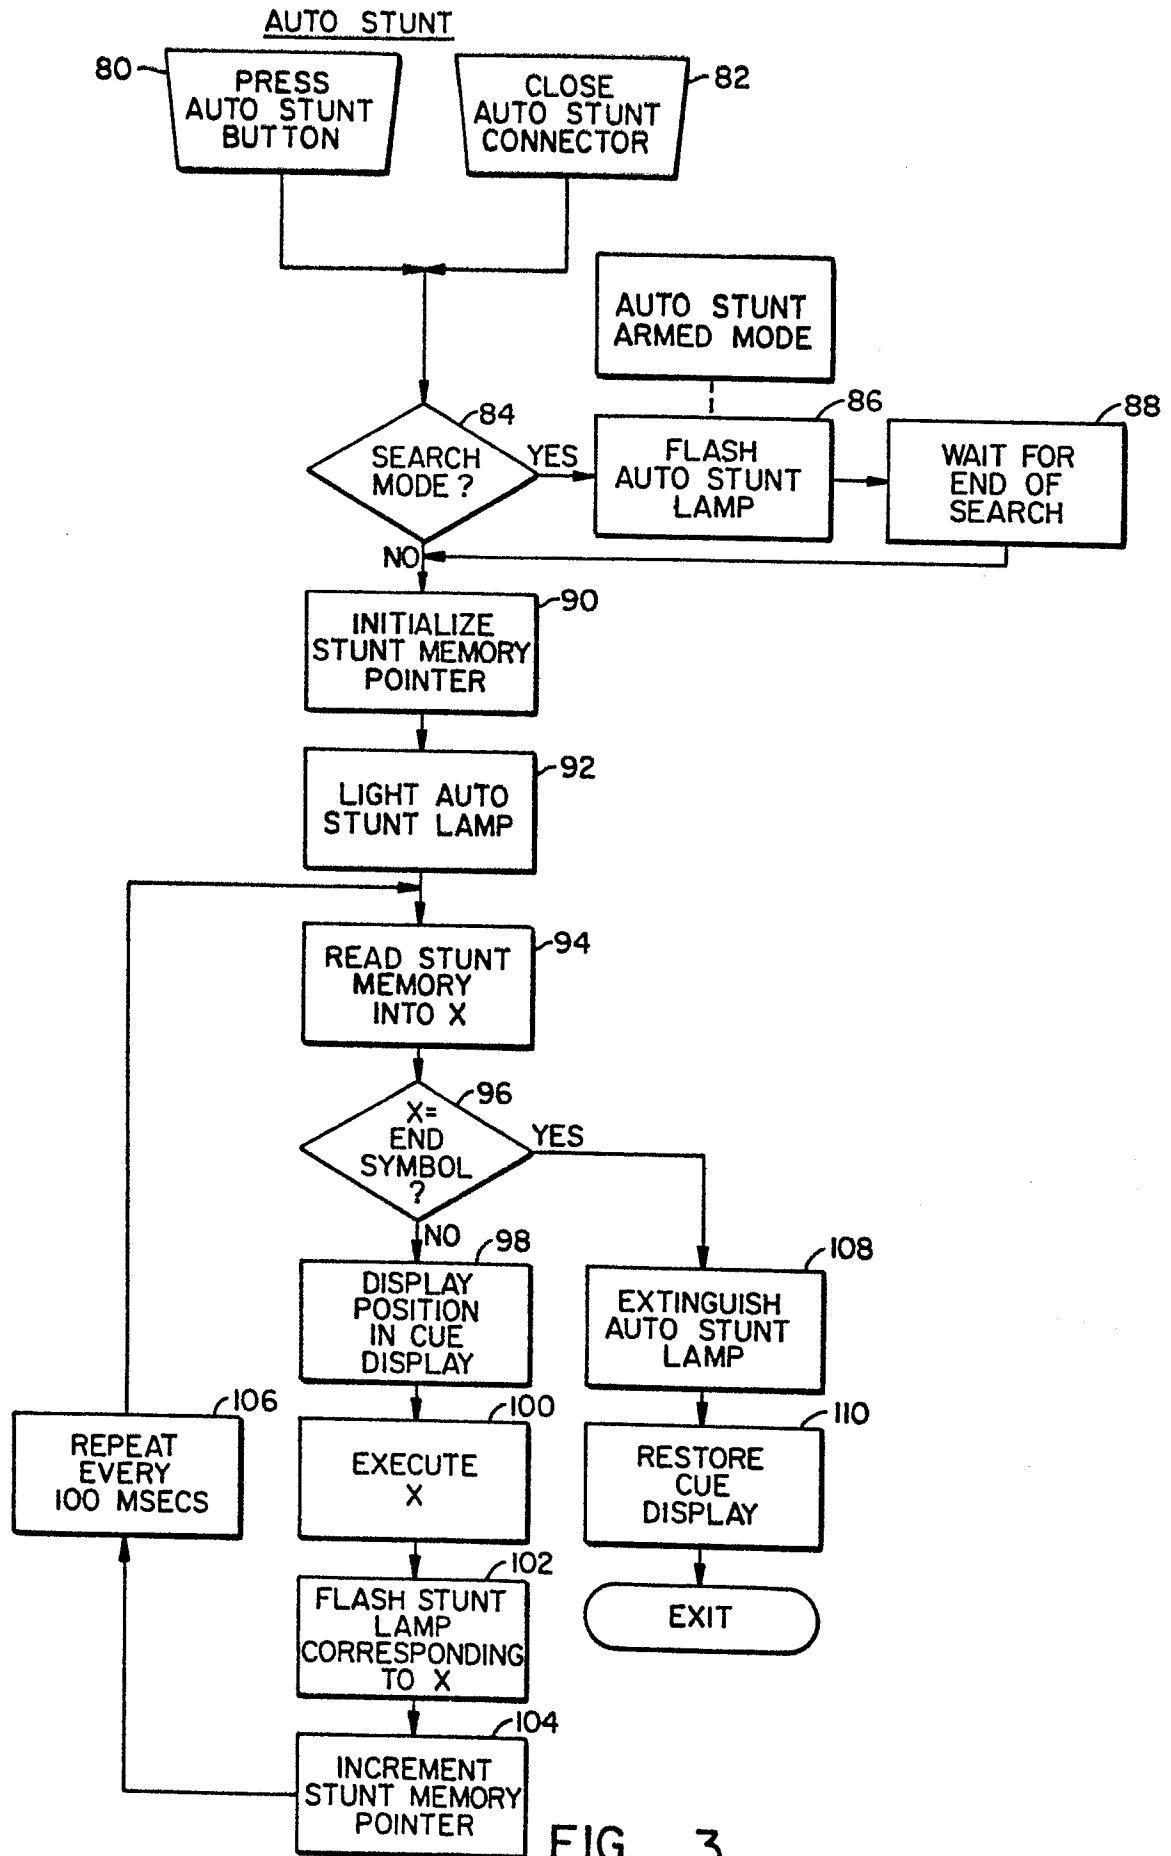 AUTO STUNT
80
PRESS
AUTO STUNT
BUTTON
82
CLOSE
AUTO STUNT
CONNECTOR
AUTO STUNT
ARMED MODE
84
SEARCH
MODE?
YES
NO
86
FLASH
AUTO STUNT
LAMP
88
WAIT FOR
END OF
SEARCH
90
INITIALIZE
STUNT MEMORY
POINTER
92
LIGHT AUTO
STUNT LAMP
94
READ STUNT
MEMORY
INTO X
96
X=
END
SYMBOL
?
YES
NO
98
DISPLAY
POSITION
IN CUE
DISPLAY
108
EXTINGUISH
AUTO STUNT
LAMP
100
EXECUTE
X
110
RESTORE
CUE
DISPLAY
106
REPEAT
EVERY
100 MSECS
102
FLASH STUNT
LAMP
CORRESPONDING
TO X
EXIT
104
INCREMENT
STUNT MEMORY
POINTER
FIG. 3